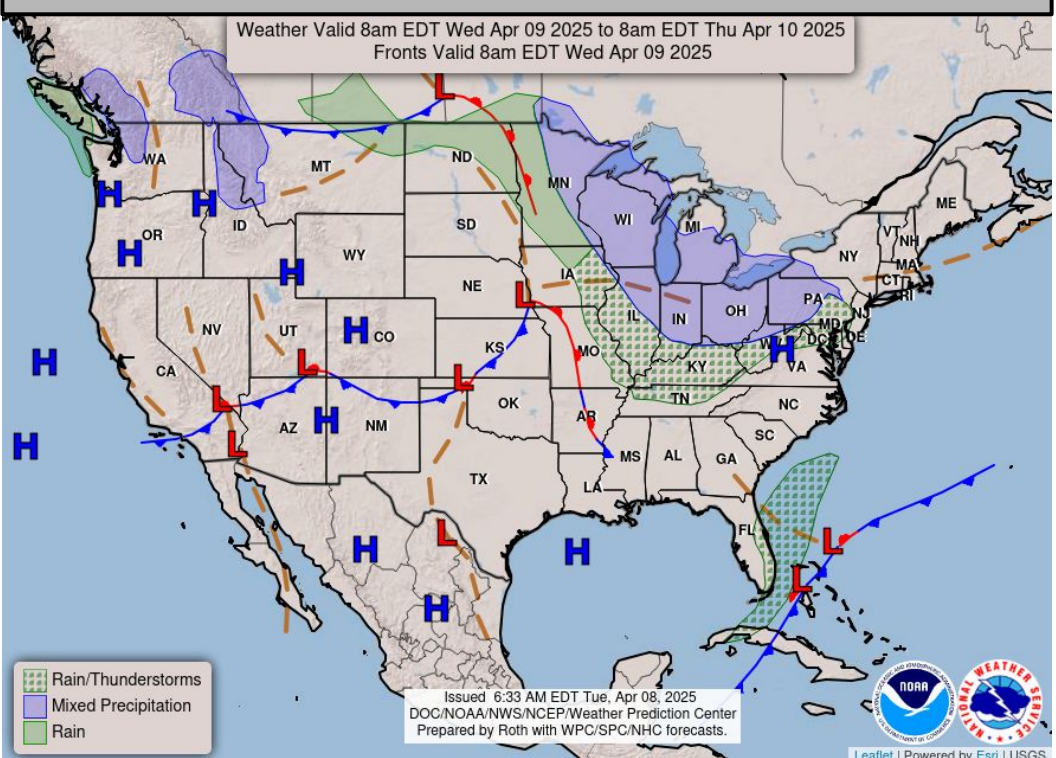 Weather Valid 8am EDT Wed Apr 09 2025 to 8am EDT Thu Apr 10 2025
Fronts Valid 8am EDT Wed Apr 09 2025
L
WA
MT
ND
MN
ME
H
H
ID
OR
H
SD
WI
MI
VT
NH
NY
MA
CT
RI
WY
H
NE
IA
L
PA
NJ
NV
UT
H
CO
IL
IN
OH
MD
DE
DC
WV
H
VA
H
CA
L
KS
MO
KY
L
L
H
AZ
H
NM
L
OK
AR
TN
NC
SC
TX
LA
MS
AL
GA
FL
L
L
H
H
L
H
Rain/Thunderstorms
Mixed Precipitation
Rain
Issued 6:33 AM EDT Tue, Apr 08, 2025
DOC/NOAA/NWS/NCEP/Weather Prediction Center
Prepared by Roth with WPC/SPC/NHC forecasts.
NOAA
NATIONAL WEATHER SERVICE
Leaflet | Powered by Esri | USGS